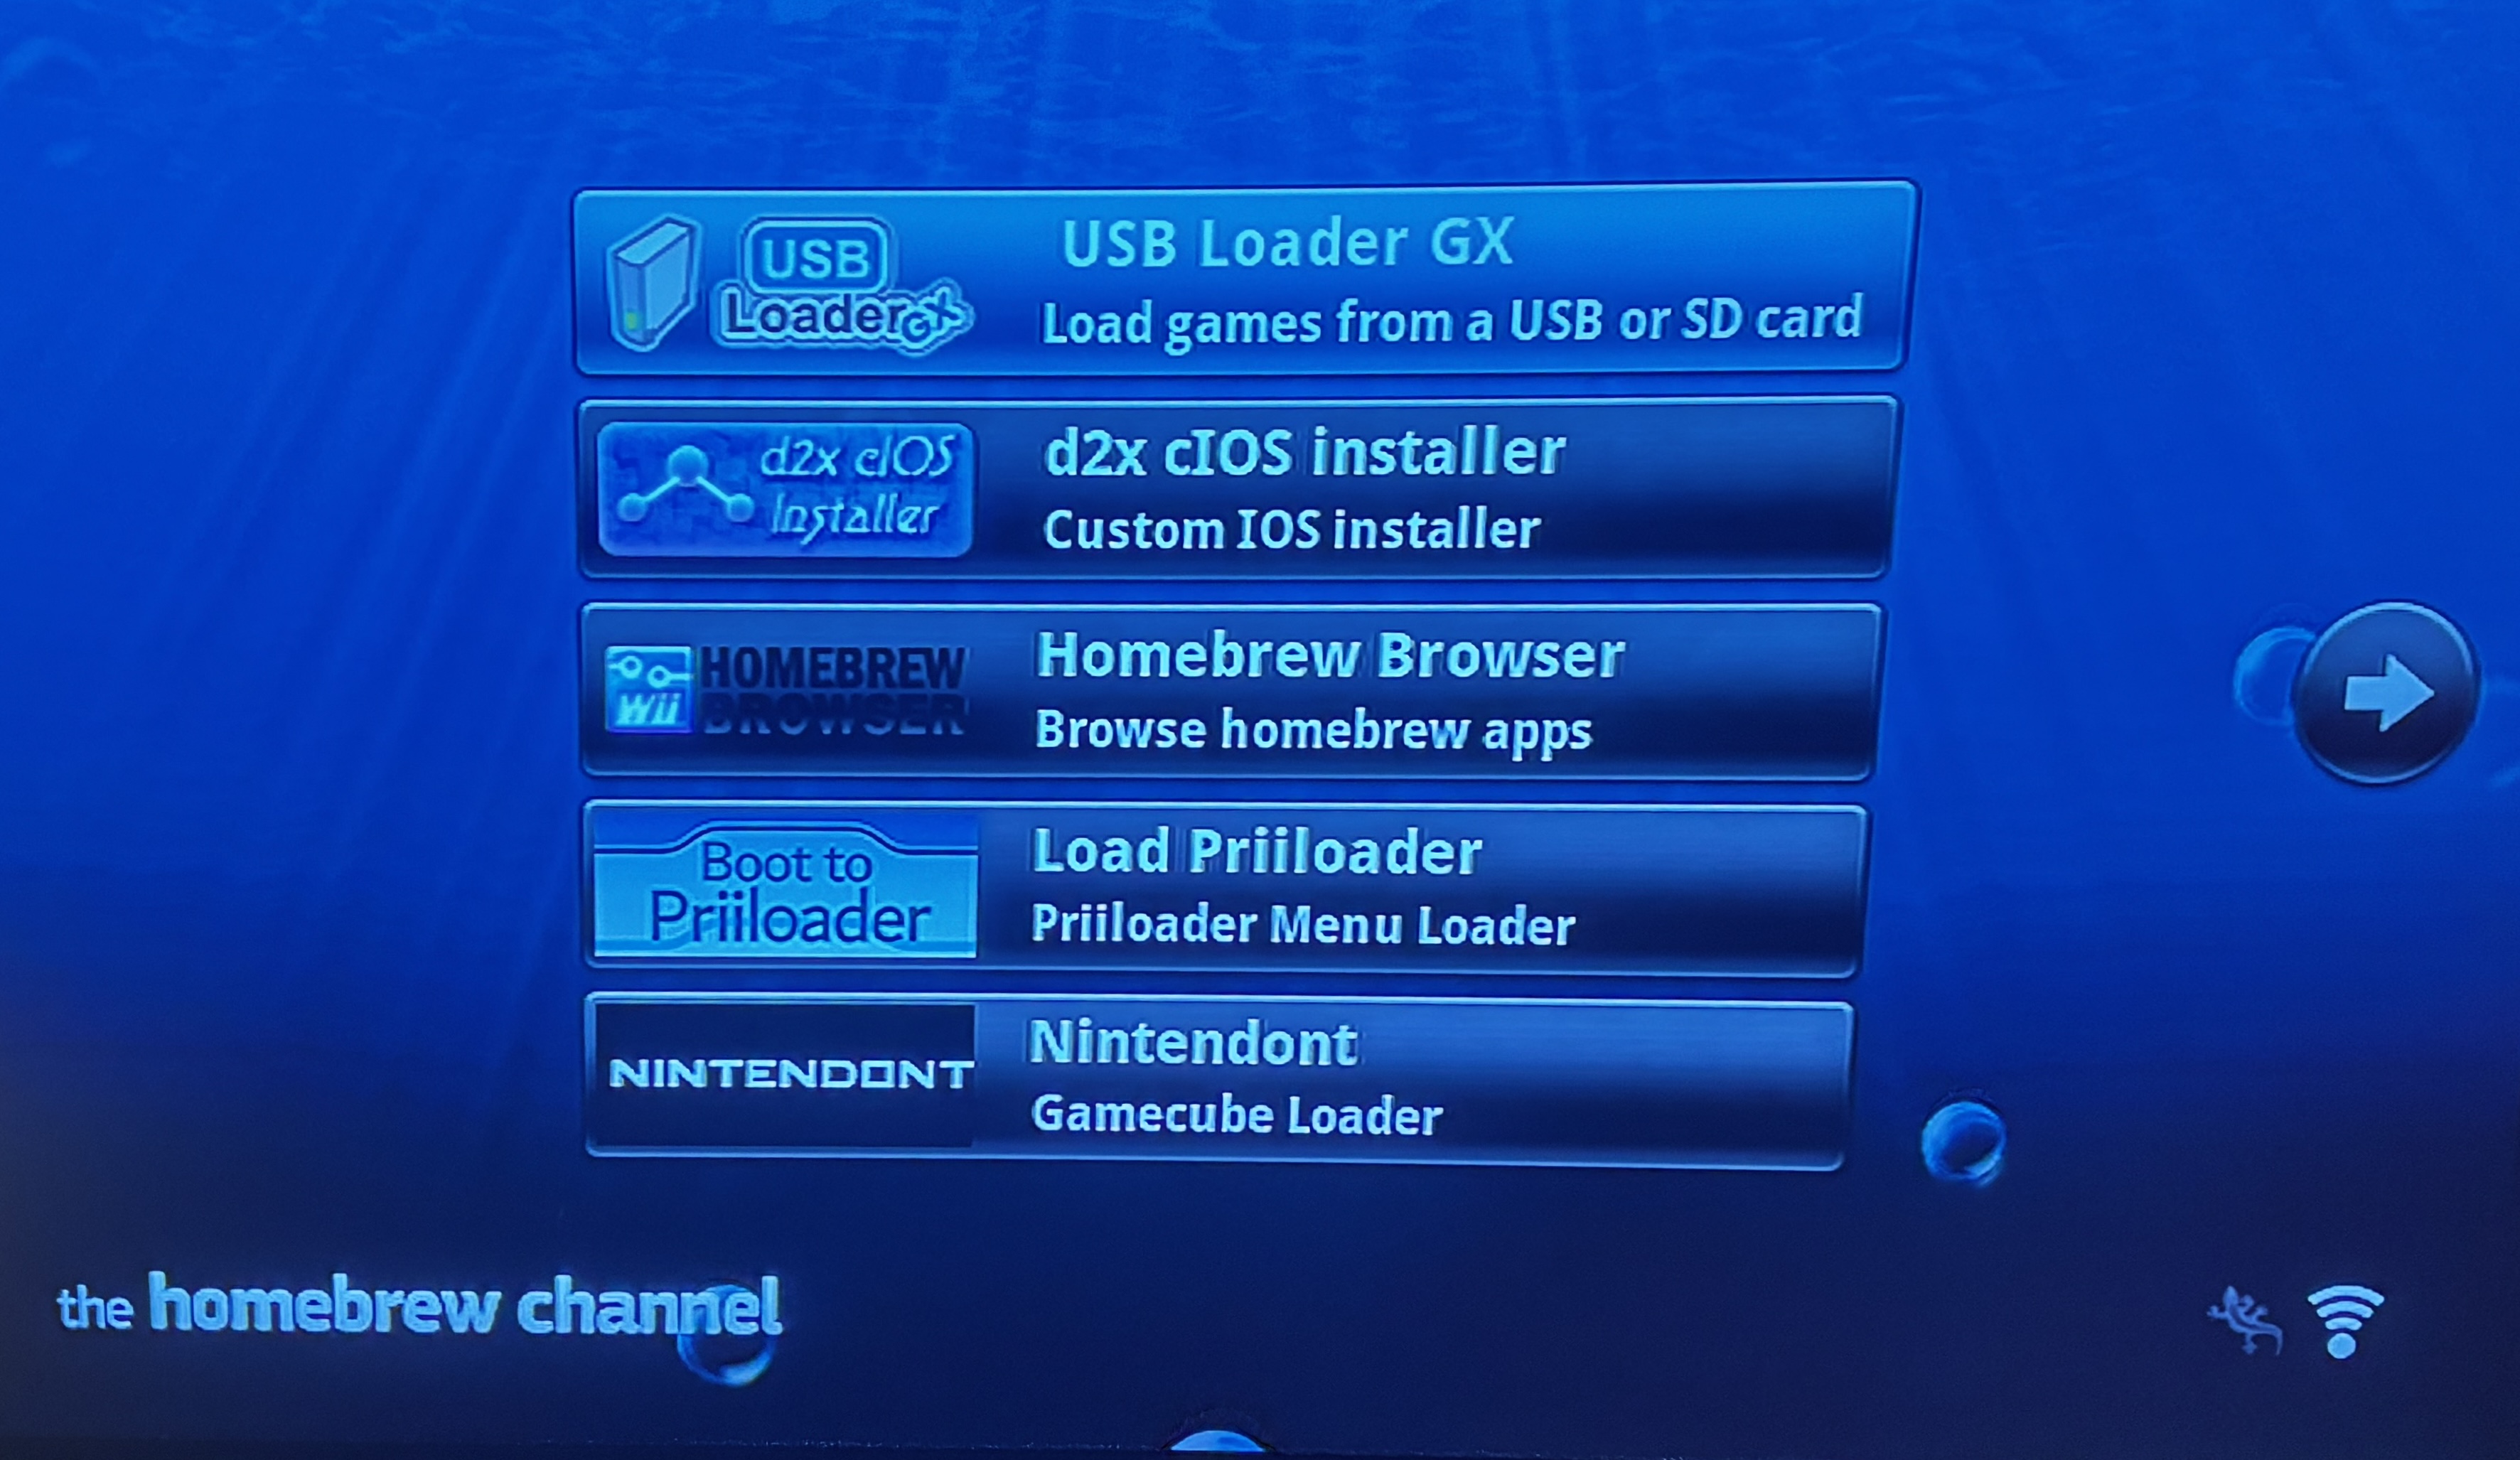 USB
LoaderGX
USB Loader GX
Load games from a USB or SD card
d2x cIOS
Installer
d2x cIOS installer
Custom IOS installer
Wii
HOMEBREW
BROWSER
Homebrew Browser
Browse homebrew apps
Boot to
Priiloader
Load Priiloader
Priiloader Menu Loader
NINTENDONT
Nintendont
Gamecube Loader
the homebrew channel